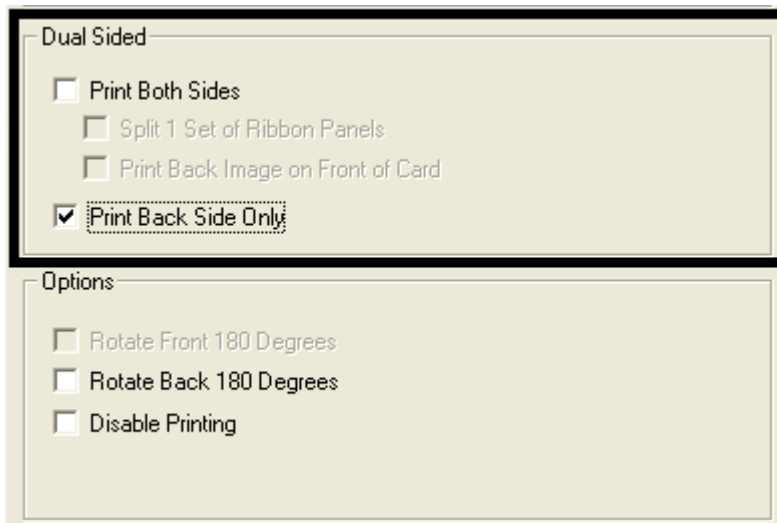 Dual Sided
Print Both Sides
Split 1 Set of Ribbon Panels
Print Back Image on Front of Card
Print Back Side Only
Options
Rotate Front 180 Degrees
Rotate Back 180 Degrees
Disable Printing